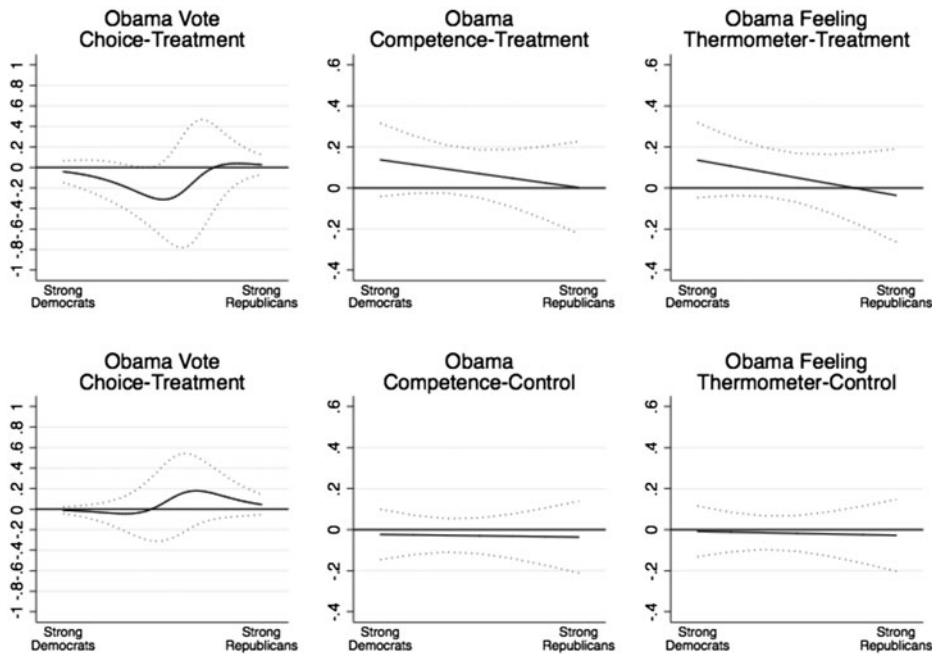 Obama Vote
Choice-Treatment
Obama
Competence-Treatment
Obama Feeling
Thermometer-Treatment
-1 -.8-.6-.4-.2 0 .2 .4 .6 .8 1
-.4 -.2 0 .2 .4 .6
-.4 -.2 0 .2 .4 .6
Strong
Democrats
Strong
Republicans
Strong
Democrats
Strong
Republicans
Strong
Democrats
Strong
Republicans
Obama Vote
Choice-Treatment
Obama
Competence-Control
Obama Feeling
Thermometer-Control
-1 -.8-.6-.4-.2 0 .2 .4 .6 .8 1
-.4 -.2 0 .2 .4 .6
-.4 -.2 0 .2 .4 .6
Strong
Democrats
Strong
Republicans
Strong
Democrats
Strong
Republicans
Strong
Democrats
Strong
Republicans